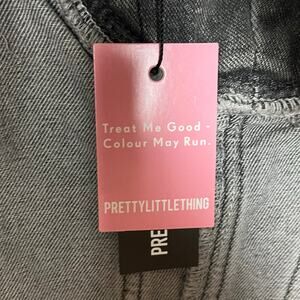 Treat Me Good -
Colour May Run.
PRETTYLITTLETHING
PRE